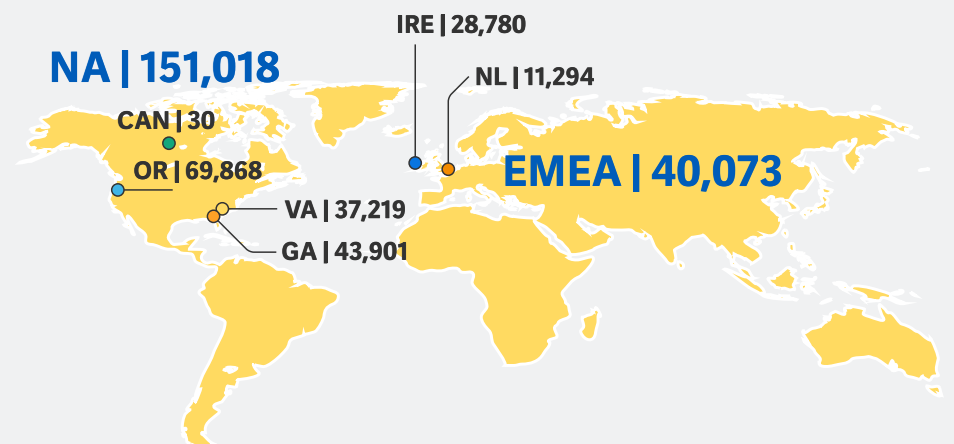 IRE | 28,780
NA | 151,018
NL | 11,294
CAN | 30
OR | 69,868
EMEA | 40,073
VA | 37,219
GA | 43,901